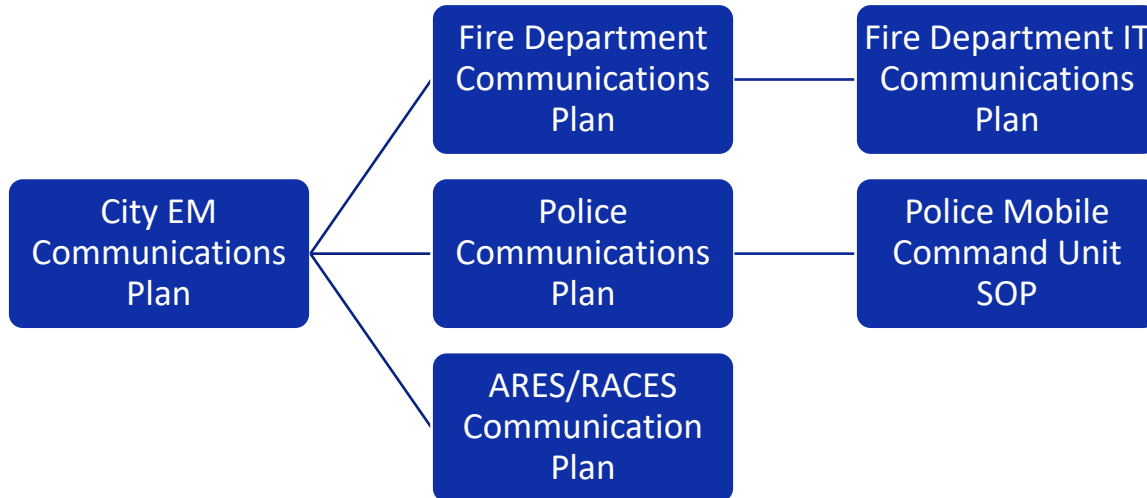 Fire Department
Communications
Plan
Fire Department IT
Communications
Plan
City EM
Communications
Plan
Police
Communications
Plan
Police Mobile
Command Unit
SOP
ARES/RACES
Communication
Plan